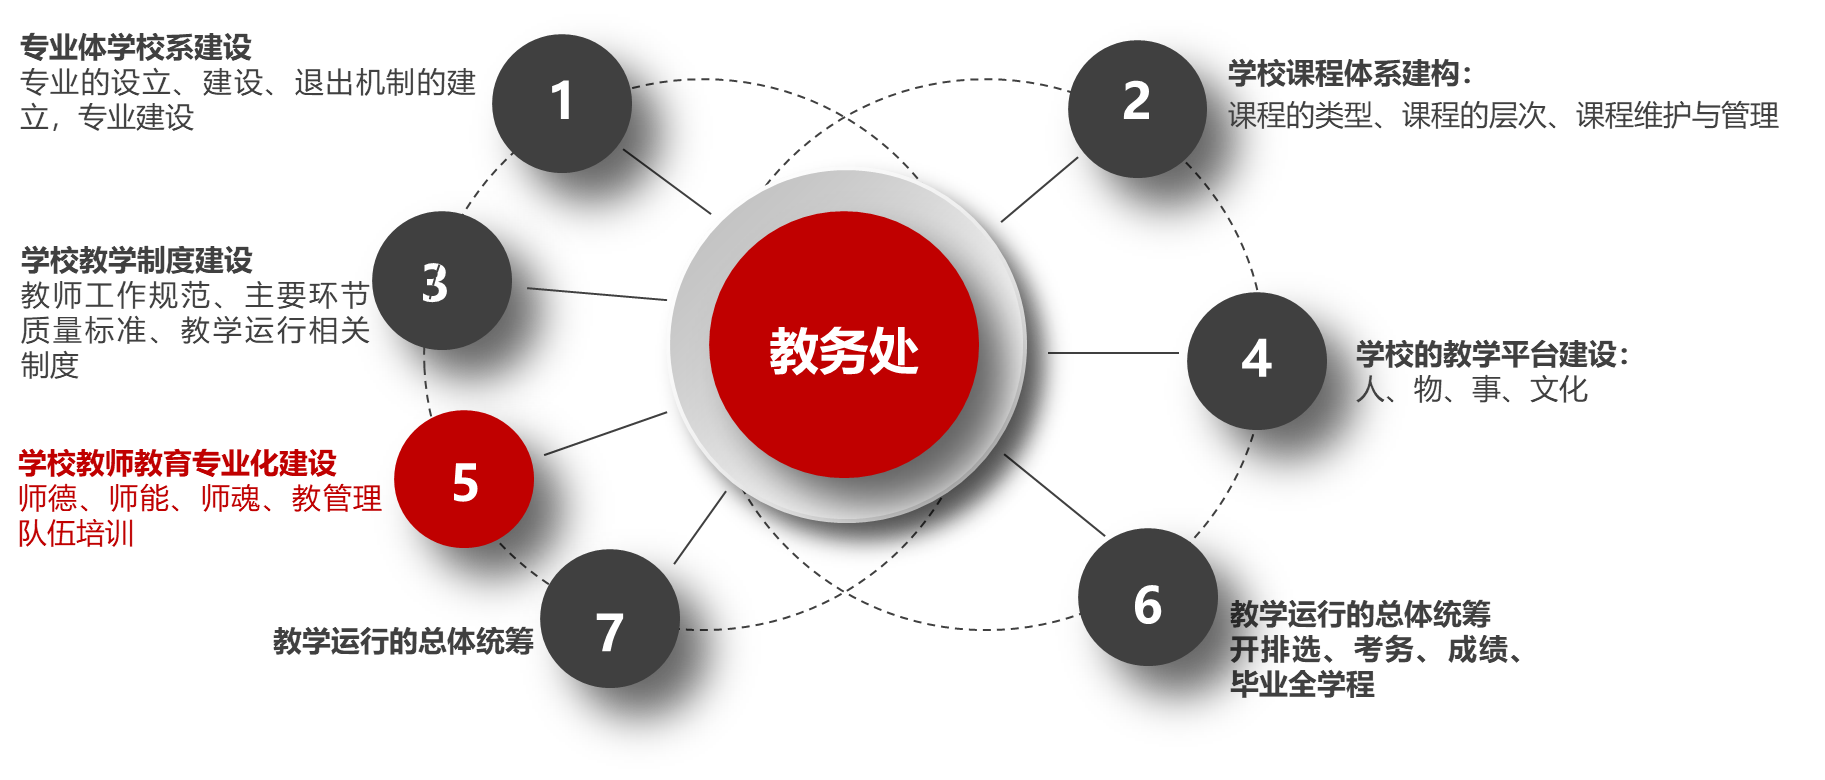 专业体学校系建设
专业的设立、建设、退出机制的建
立，专业建设
1
2
学校课程体系建构：
课程的类型、课程的层次、课程维护与管理
学校教学制度建设
教师工作规范、主要环节
质量标准、教学运行相关
制度
3
教务处
4
学校的教学平台建设：
人、物、事、文化
学校教师教育专业化建设
师德、师能、师魂、教管理
队伍培训
5
6
教学运行的总体统筹
开排选、考务、成绩、
毕业全学程
教学运行的总体统筹
7